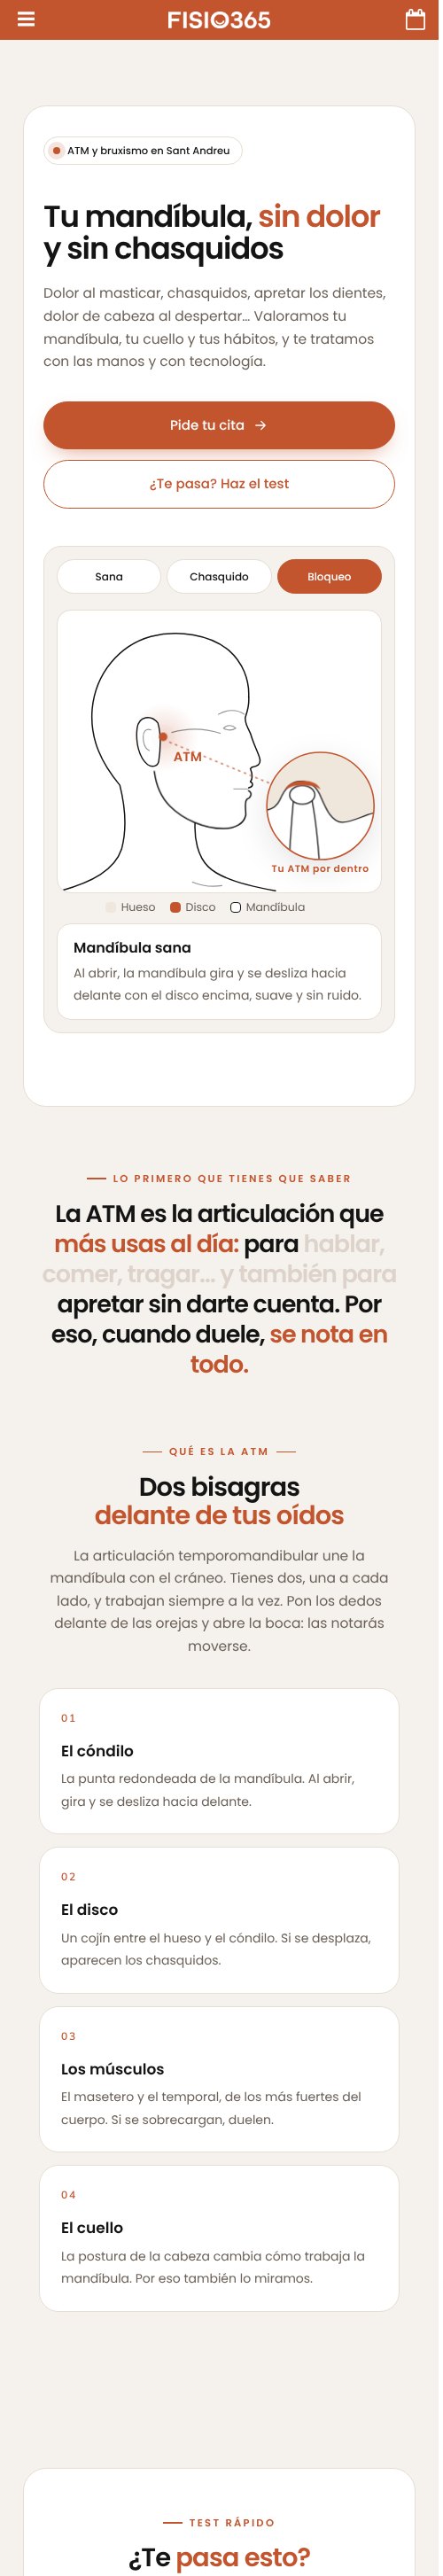 FISIO365
ATM y bruxismo en Sant Andreu
Tu mandíbula, sin dolor
y sin chasquidos
Dolor al masticar, chasquidos, apretar los dientes,
dolor de cabeza al despertar... Valoramos tu
mandíbula, tu cuello y tus hábitos, y te tratamos
con las manos y con tecnología.
Pide tu cita →
¿Te pasa? Haz el test
Sana
Chasquido
Bloqueo
ATM
Tu ATM por dentro
Hueso
Disco
Mandíbula
Mandíbula sana
Al abrir, la mandíbula gira y se desliza hacia
delante con el disco encima, suave y sin ruido.
LO PRIMERO QUE TIENES QUE SABER
La ATM es la articulación que
más usas al día: para hablar,
comer, tragar... y también para
apretar sin darte cuenta. Por
eso, cuando duele, se nota en
todo.
QUÉ ES LA ATM
Dos bisagras
delante de tus oídos
La articulación temporomandibular une la
mandíbula con el cráneo. Tienes dos, una a cada
lado, y trabajan siempre a la vez. Pon los dedos
delante de las orejas y abre la boca: las notarás
moverse.
01
El cóndilo
La punta redondeada de la mandíbula. Al abrir,
gira y se desliza hacia delante.
02
El disco
Un cojín entre el hueso y el cóndilo. Si se desplaza,
aparecen los chasquidos.
03
Los músculos
El masetero y el temporal, de los más fuertes del
cuerpo. Si se sobrecargan, duelen.
04
El cuello
La postura de la cabeza cambia cómo trabaja la
mandíbula. Por eso también lo miramos.
TEST RÁPIDO
¿Te pasa esto?